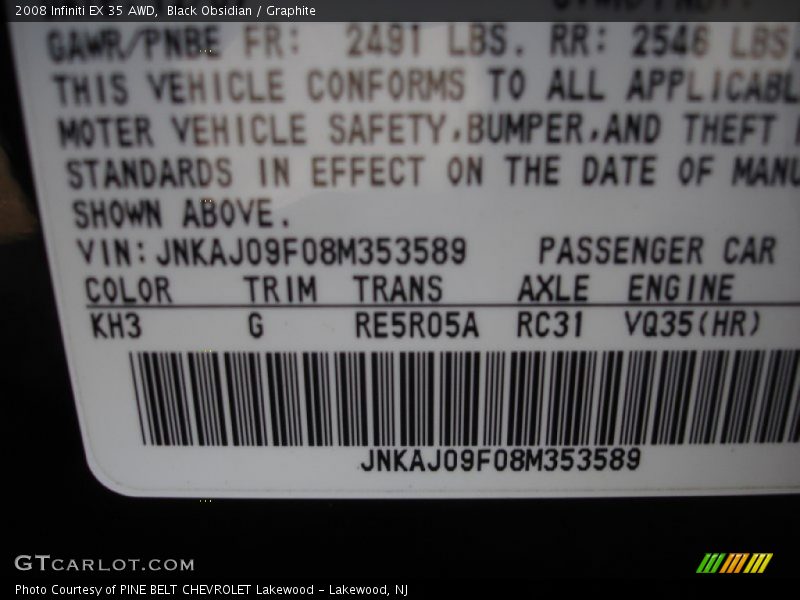 2008 Infiniti EX 35 AWD, Black Obsidian / Graphite
GAWR/PNBE FR: 2491 LBS. RR: 2546 LBS.
THIS VEHICLE CONFORMS TO ALL APPLICABL
MOTER VEHICLE SAFETY,BUMPER,AND THEFT
STANDARDS IN EFFECT ON THE DATE OF MANU
SHOWN ABOVE.
VIN: JNKAJ09F08M353589 PASSENGER CAR
COLOR TRIM TRANS AXLE ENGINE
KH3 G RE5R05A RC31 VQ35(HR)
JNKAJ09F08M353589
GTCARLOT.COM
Photo Courtesy of PINE BELT CHEVROLET Lakewood - Lakewood, NJ